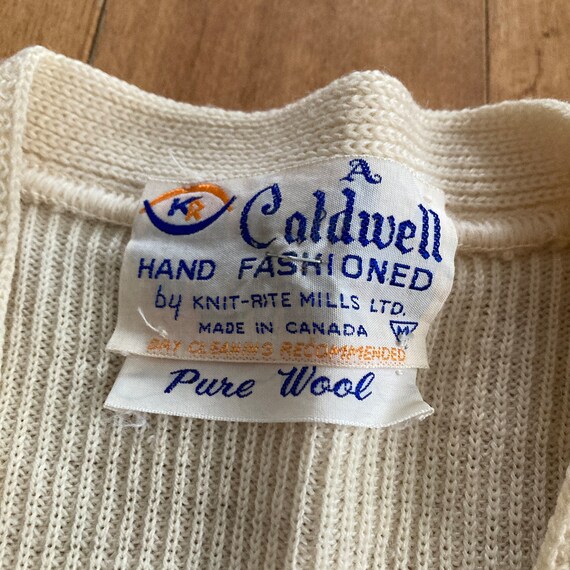 A
KR
Caldwell
HAND FASHIONED
by KNIT-RITE MILLS LTD.
MADE IN CANADA M
DRY CLEANING RECOMMENDED
Pure Wool